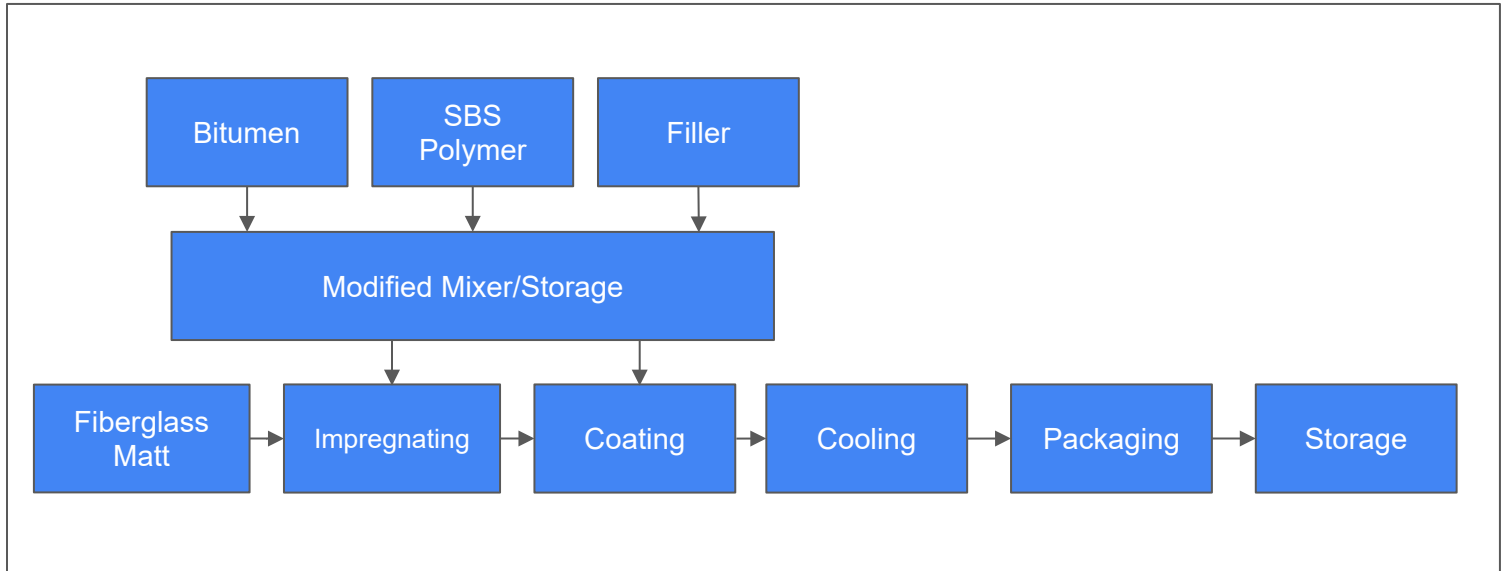 Bitumen
SBS
Polymer
Filler
Modified Mixer/Storage
Fiberglass
Matt
Impregnating
Coating
Cooling
Packaging
Storage